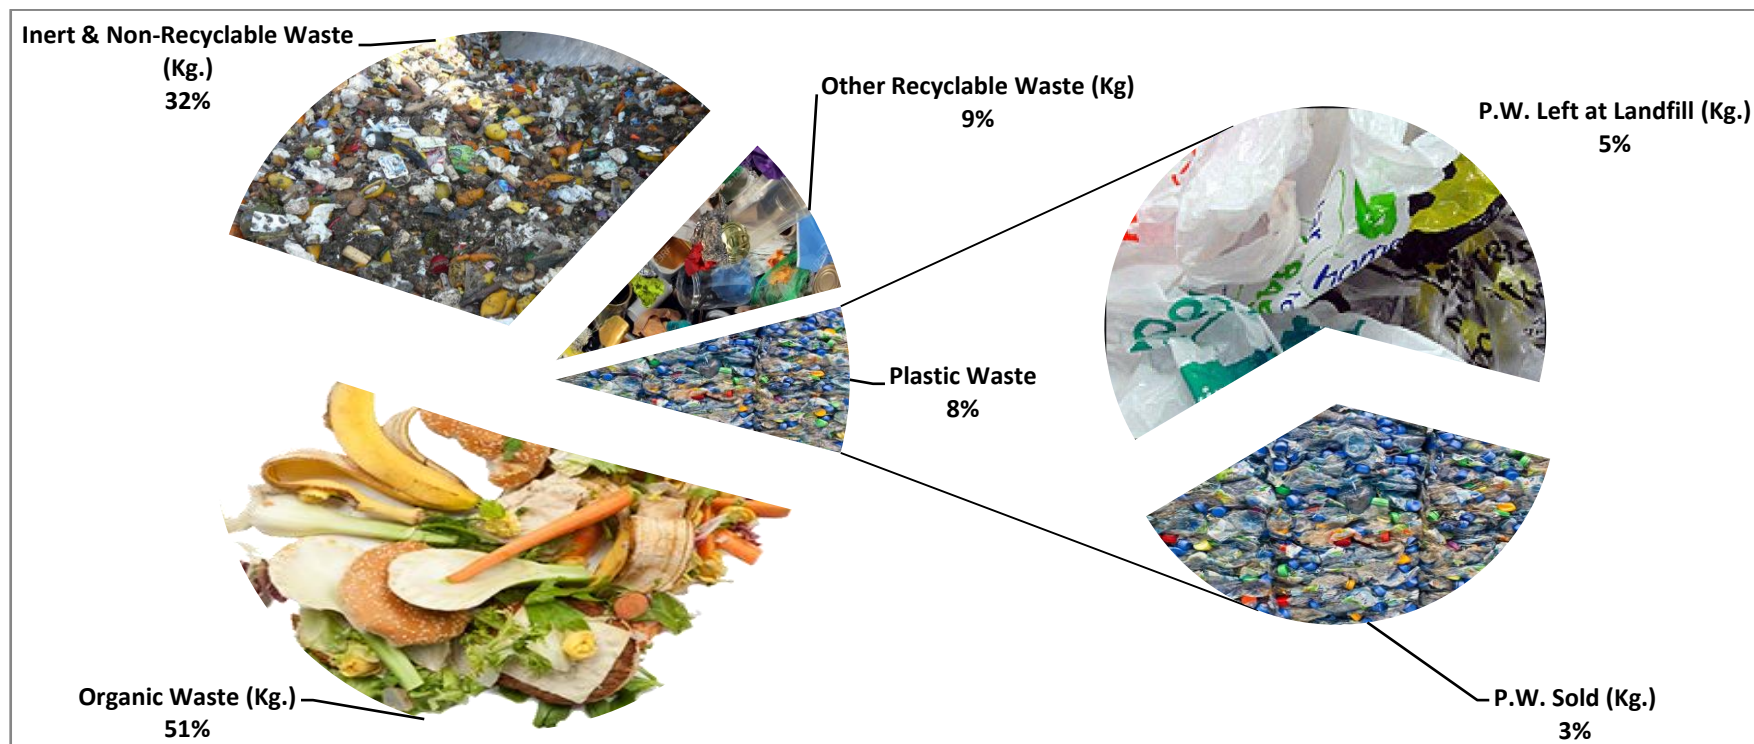 Inert & Non-Recyclable Waste
(Kg.)
32%
Other Recyclable Waste (Kg)
9%
P.W. Left at Landfill (Kg.)
5%
home
Plastic Waste
8%
Organic Waste (Kg.)
51%
P.W. Sold (Kg.)
3%